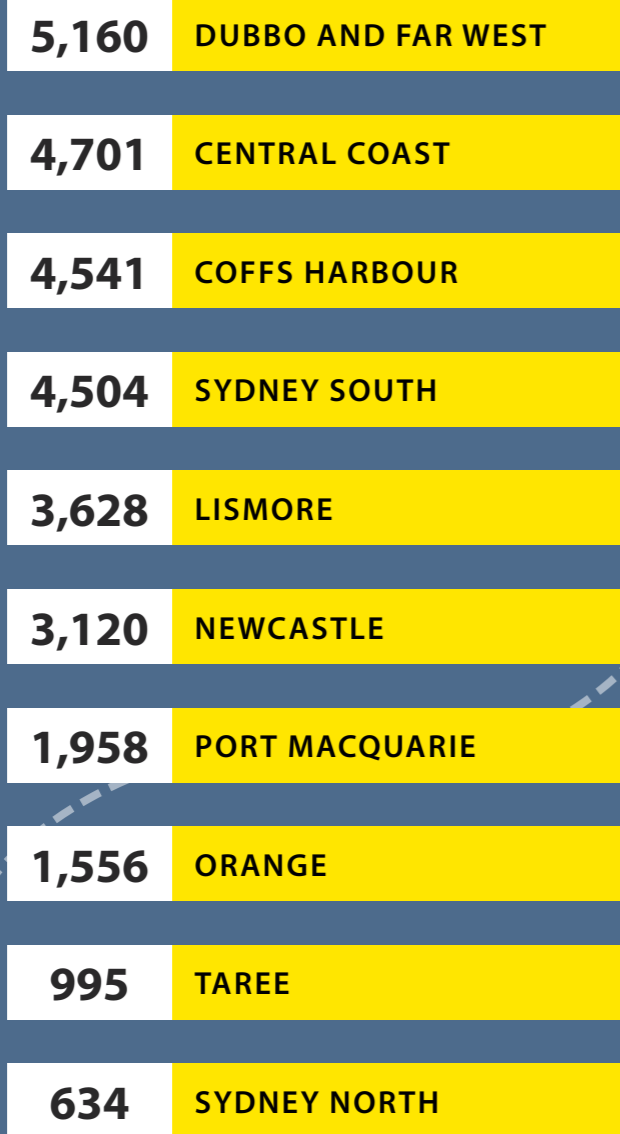 5,160 DUBBO AND FAR WEST
4,701 CENTRAL COAST
4,541 COFFS HARBOUR
4,504 SYDNEY SOUTH
3,628 LISMORE
3,120 NEWCASTLE
1,958 PORT MACQUARIE
1,556 ORANGE
995 TAREE
634 SYDNEY NORTH